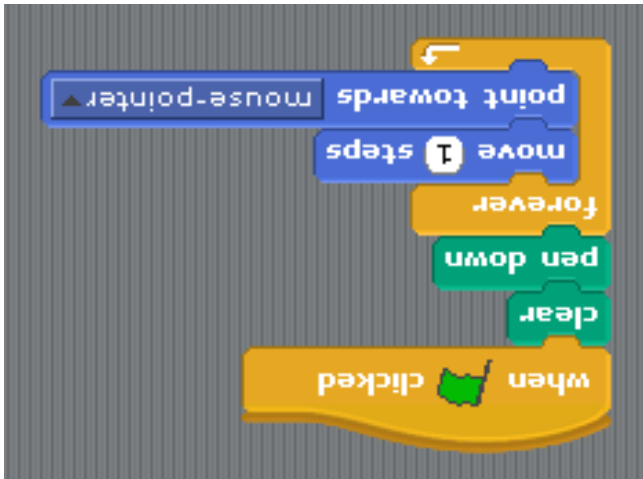 when clicked
clear
pen down
forever
move 1 steps
point towards mouse-pointer